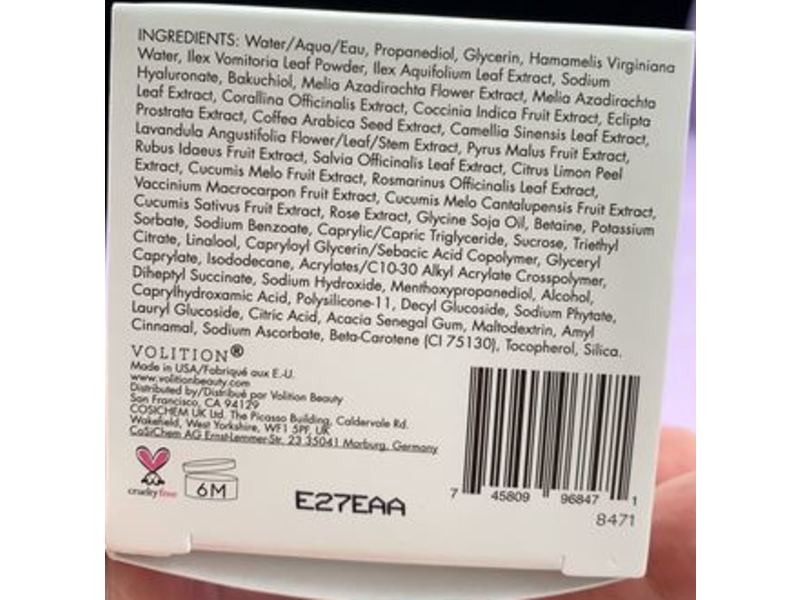 INGREDIENTS: Water/Aqua/Eau, Propanediol, Glycerin, Hamamelis Virginiana
Water, Ilex Vomitoria Leaf Powder, Ilex Aquifolium Leaf Extract, Sodium
Hyaluronate, Bakuchiol, Melia Azadirachta Flower Extract, Melia Azadirachta
Leaf Extract, Corallina Officinalis Extract, Coccinia Indica Fruit Extract, Eclipta
Prostrata Extract, Coffea Arabica Seed Extract, Camellia Sinensis Leaf Extract,
Lavandula Angustifolia Flower/Leaf/Stem Extract, Pyrus Malus Fruit Extract,
Rubus Idaeus Fruit Extract, Salvia Officinalis Leaf Extract, Citrus Limon Peel
Extract, Cucumis Melo Fruit Extract, Rosmarinus Officinalis Leaf Extract,
Vaccinium Macrocarpon Fruit Extract, Cucumis Melo Cantalupensis Fruit Extract,
Cucumis Sativus Fruit Extract, Rose Extract, Glycine Soja Oil, Betaine, Potassium
Sorbate, Sodium Benzoate, Caprylic/Capric Triglyceride, Sucrose, Triethyl
Citrate, Linalool, Capryloyl Glycerin/Sebacic Acid Copolymer, Glyceryl
Caprylate, Isododecane, Acrylates/C10-30 Alkyl Acrylate Crosspolymer,
Diheptyl Succinate, Sodium Hydroxide, Menthoxypropanediol, Alcohol,
Caprylhydroxamic Acid, Polysilicone-11, Decyl Glucoside, Sodium Phytate,
Lauryl Glucoside, Citric Acid, Acacia Senegal Gum, Maltodextrin, Amyl
Cinnamal, Sodium Ascorbate, Beta-Carotene (CI 75130), Tocopherol, Silica.
VOLITION®
Made in USA/Fabriqué aux E.-U.
www.volitionbeauty.com
Distributed by/Distribué par Volition Beauty
San Francisco, CA 94129
COSICHEM UK Ltd. The Picasso Building, Caldervale Rd.
Wakefield, West Yorkshire, WF1 5PF, UK
CoSiChem AG Ernst-Lemmer-Str. 23 35041 Marburg, Germany
cruelty free
6M
E27EAA
7 45809 96847 1
8471